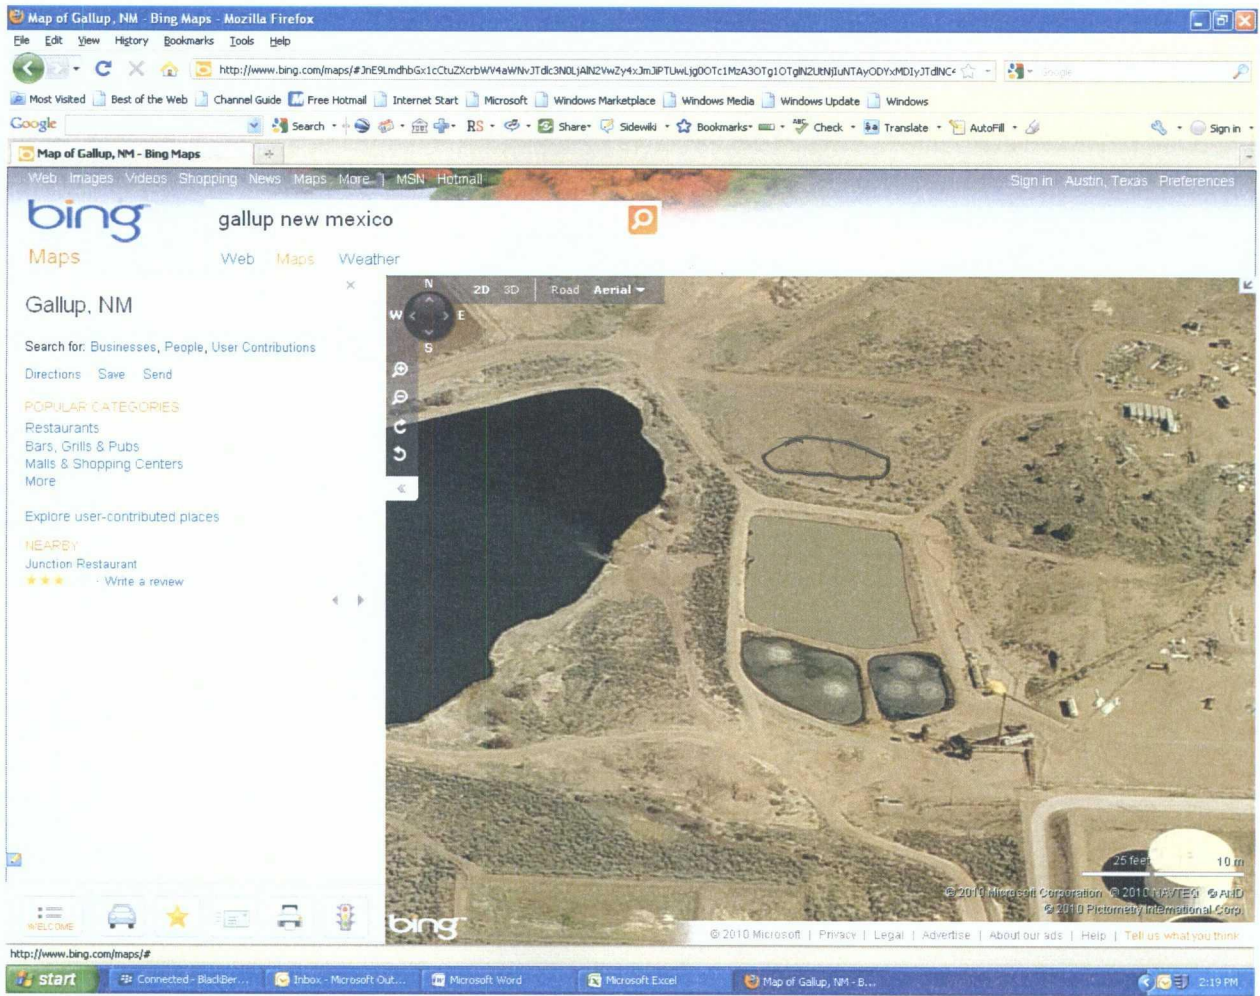 Map of Gallup, NM - Bing Maps - Mozilla Firefox
File Edit View History Bookmarks Tools Help
Google
Most Visited Best of the Web Channel Guide Free Hotmail Internet Start Microsoft Windows Marketplace Windows Media Windows Update Windows
Google Search RS Share Sidewiki Bookmarks Check Translate AutoFill Sign in
Map of Gallup, NM - Bing Maps
Web Images Videos Shopping News Maps More | MSN Hotmail Sign in Austin, Texas Preferences
bing gallup new mexico
Maps Web Maps Weather
Gallup, NM
Search for: Businesses, People, User Contributions
Directions Save Send
POPULAR CATEGORIES
Restaurants
Bars, Grills & Pubs
Malls & Shopping Centers
More
Explore user-contributed places
NEARBY
Junction Restaurant
· Write a review
N
W E
S
2D 3D Road Aerial
25 feet 10 m
© 2010 Microsoft Corporation © 2010 NAVTEQ © AND
© 2010 Pictometry International Corp.
WELCOME
bing
© 2010 Microsoft | Privacy | Legal | Advertise | About our ads | Help | Tell us what you think
http://www.bing.com/maps/#
start Connected - BlackBer... Inbox - Microsoft Out... Microsoft Word Microsoft Excel Map of Gallup, NM - B... 2:19 PM